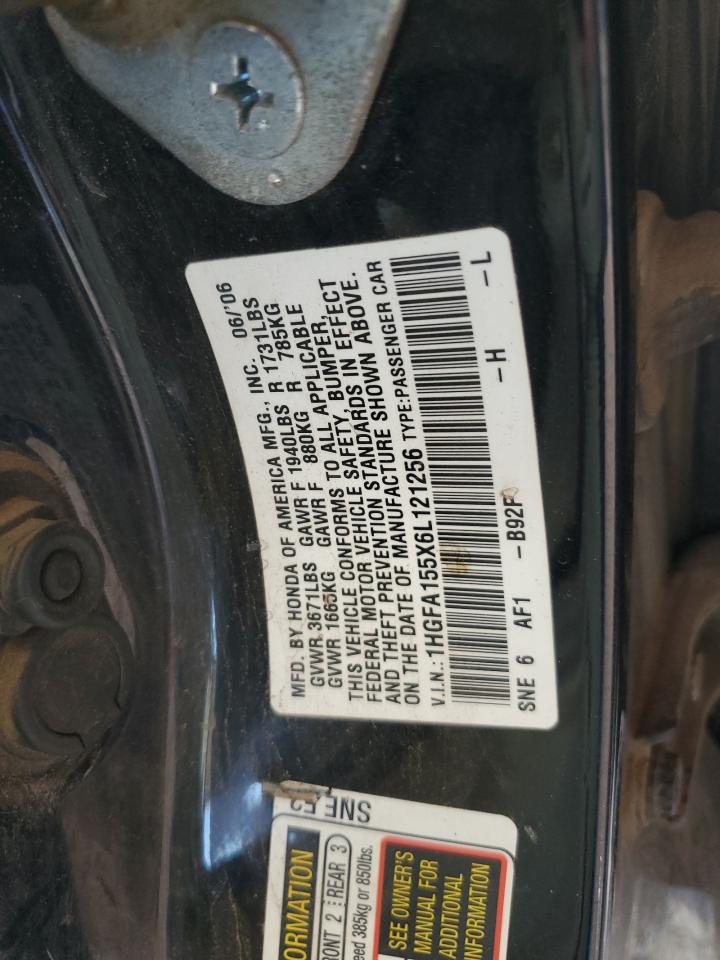 MFD. BY HONDA OF AMERICA MFG., INC. 06/'06
GVWR 3671LBS GAWR F 1940LBS R 1731LBS
GVWR 1665KG GAWR F 880KG R 785KG
THIS VEHICLE CONFORMS TO ALL APPLICABLE
FEDERAL MOTOR VEHICLE SAFETY, BUMPER,
AND THEFT PREVENTION STANDARDS IN EFFECT
ON THE DATE OF MANUFACTURE SHOWN ABOVE.
V.I.N.: 1HGFA155X6L121256 TYPE:PASSENGER CAR
SNE 6 AF1 -B92P -H -L
SNE
ORMATION
RONT 2 REAR 3
eed 385kg or 850lbs.
SEE OWNER'S
MANUAL FOR
ADDITIONAL
INFORMATION